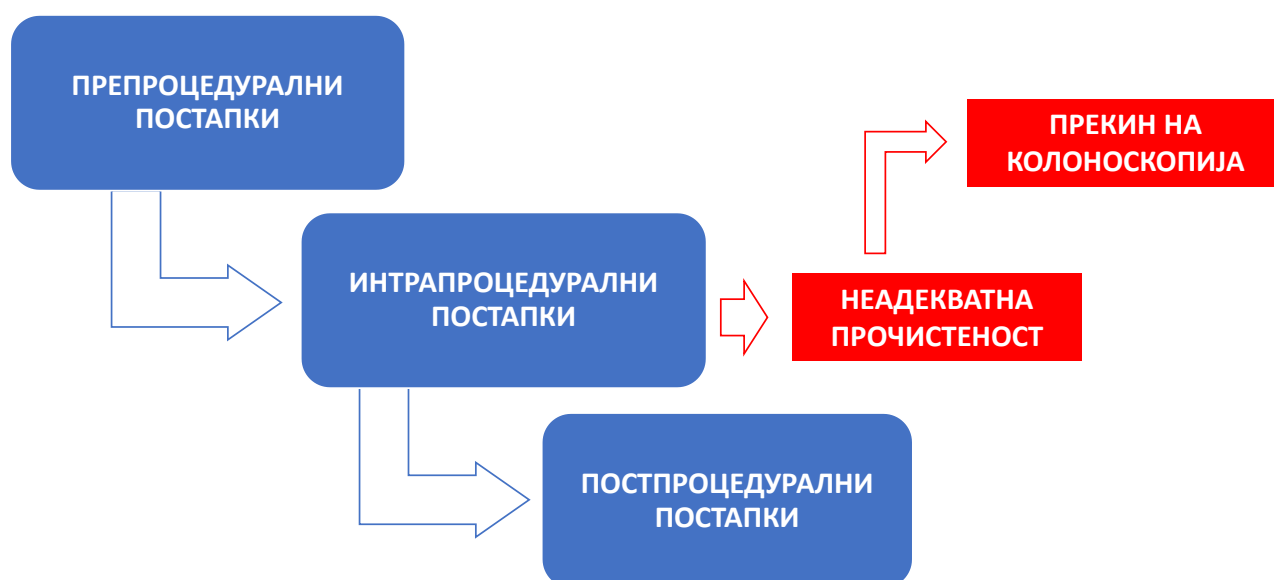 ПРЕПРОЦЕДУРАЛНИ
ПОСТАПКИ
ПРЕКИН НА
КОЛОНОСКОПИЈА
ИНТРАПРОЦЕДУРАЛНИ
ПОСТАПКИ
НЕАДЕКВАТНА
ПРОЧИСТЕНОСТ
ПОСТПРОЦЕДУРАЛНИ
ПОСТАПКИ